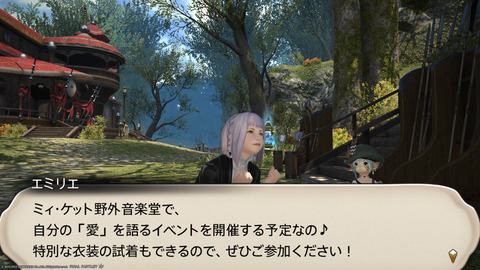 エミリエ
ミィ・ケット野外音楽堂で、
自分の「愛」を語るイベントを開催する予定なの♪
特別な衣装の試着もできるので、ぜひご参加ください！